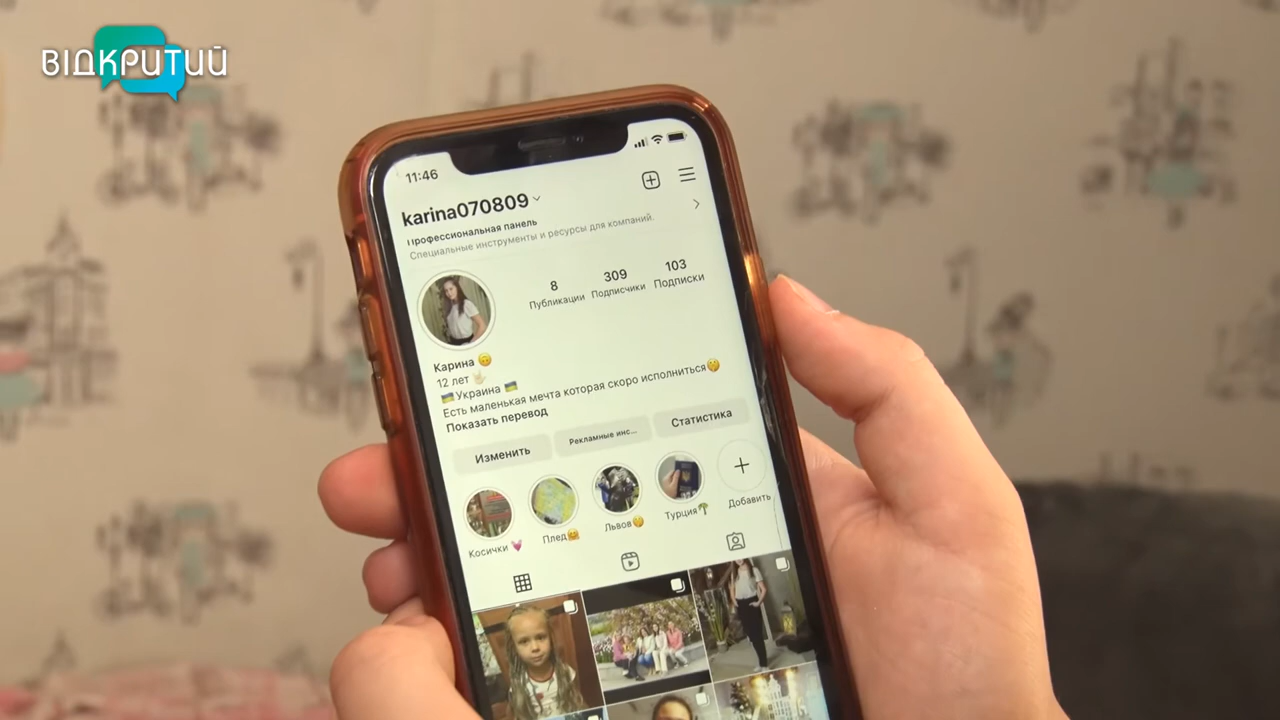 ВІДКРИТИЙ
11:46
karina070809
Профессиональная панель
Специальные инструменты и ресурсы для компаний.
8 309 103
Публикации Подписчики Подписки
Карина 🙃
12 лет 🤟🏻
🇺🇦Украина 🇺🇦
Есть маленькая мечта которая скоро исполниться🤫
Показать перевод
Изменить Рекламные инс... Статистика
Косички 💓 Плед🤗 Львов🤫 Турция🌴 Добавить